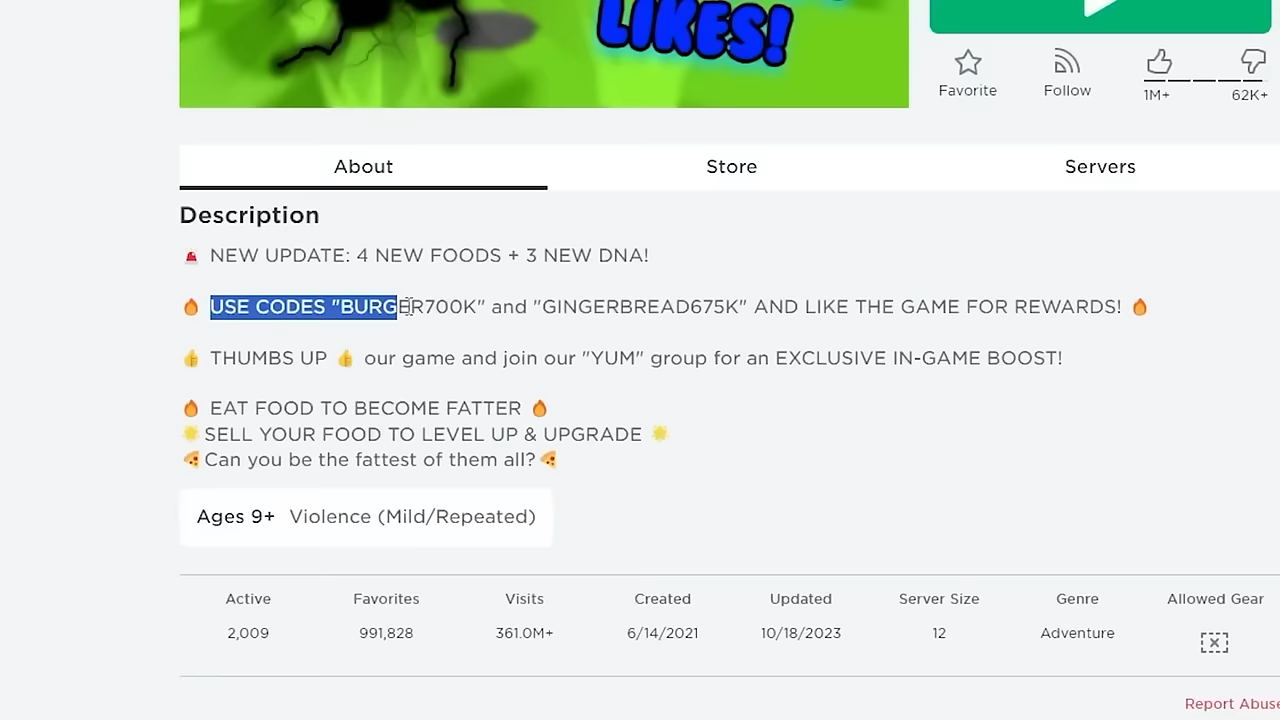 LIKES!
Favorite Follow 1M+ 62K+
About Store Servers
Description
NEW UPDATE: 4 NEW FOODS + 3 NEW DNA!
USE CODES "BURGER700K" and "GINGERBREAD675K" AND LIKE THE GAME FOR REWARDS!
THUMBS UP 👍 our game and join our "YUM" group for an EXCLUSIVE IN-GAME BOOST!
EAT FOOD TO BECOME FATTER
SELL YOUR FOOD TO LEVEL UP & UPGRADE
Can you be the fattest of them all?
Ages 9+ Violence (Mild/Repeated)
Active Favorites Visits Created Updated Server Size Genre Allowed Gear
2,009 991,828 361.0M+ 6/14/2021 10/18/2023 12 Adventure
Report Abuse